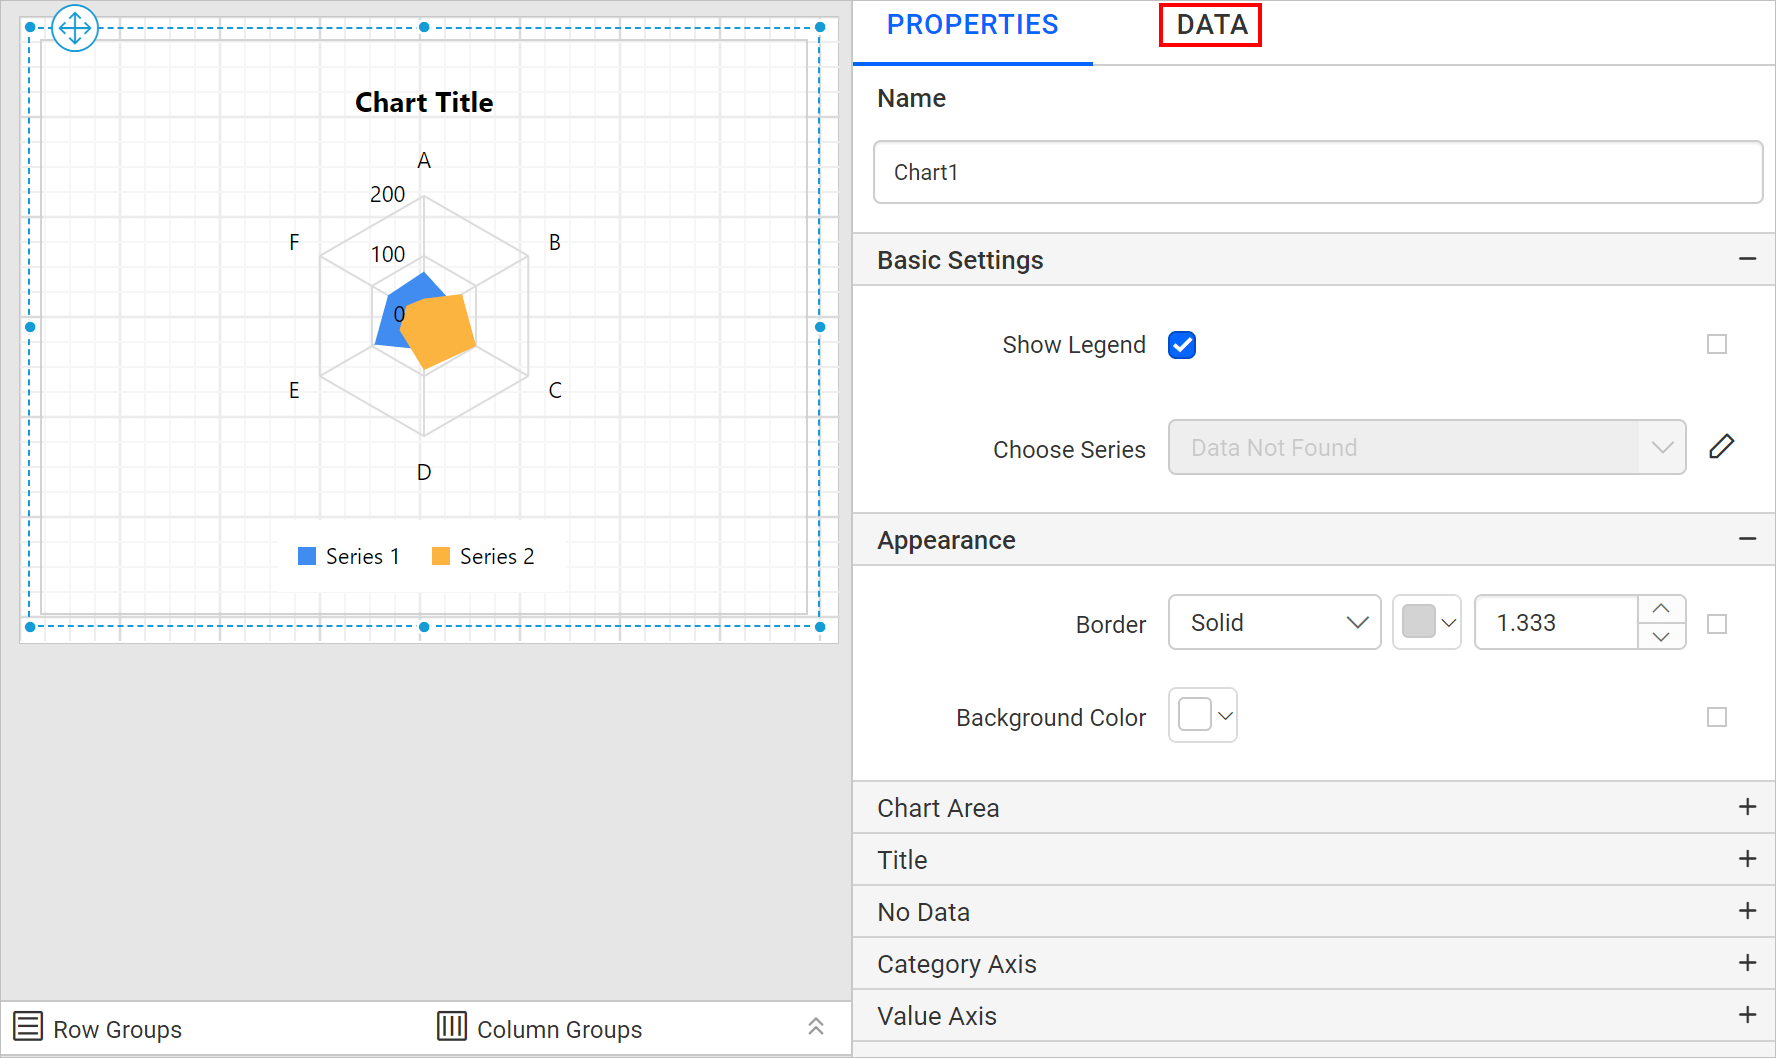 Chart Title
A
200
F
B
100
0
E
C
D
Series 1 Series 2
Row Groups Column Groups
PROPERTIES DATA
Name
Chart1
Basic Settings
Show Legend
Choose Series Data Not Found
Appearance
Border Solid 1.333
Background Color
Chart Area
Title
No Data
Category Axis
Value Axis